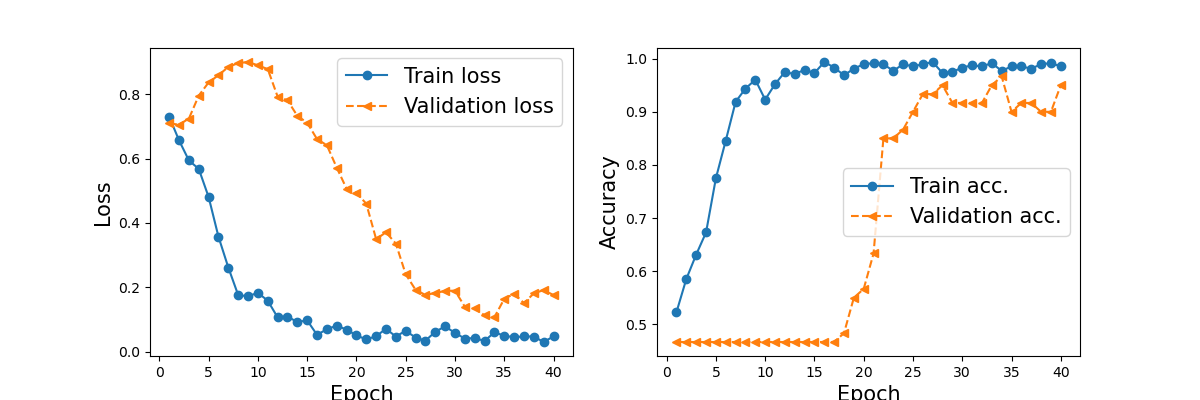 Train loss
Validation loss
0.8
0.6
0.4
0.2
0.0
Loss
0 5 10 15 20 25 30 35 40
Epoch
1.0
0.9
0.8
0.7
0.6
0.5
Accuracy
Train acc.
Validation acc.
0 5 10 15 20 25 30 35 40
Epoch